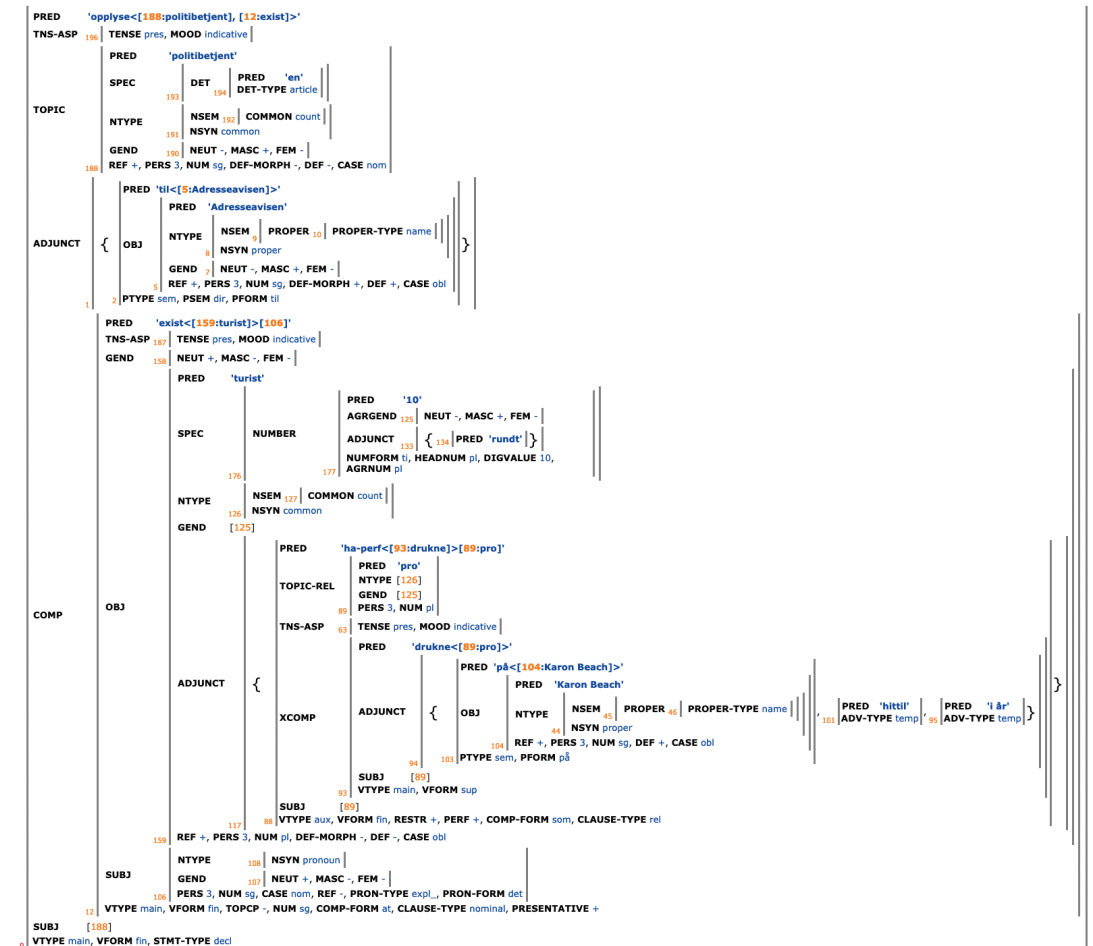 PRED 'opplyse<[188:politibetjent], [12:exist]>'
TNS-ASP 196 TENSE pres, MOOD indicative
PRED 'politibetjent'
SPEC 193 DET 194 PRED 'en'
DET-TYPE article
TOPIC
NTYPE 191 NSEM 192 COMMON count
NSYN common
GEND 190 NEUT -, MASC +, FEM -
188 REF +, PERS 3, NUM sg, DEF-MORPH -, DEF -, CASE nom
PRED 'til<[5:Adresseavisen]>'
PRED 'Adresseavisen'
ADJUNCT { OBJ NTYPE 8 NSEM 9 PROPER 10 PROPER-TYPE name }
NSYN proper
GEND 7 NEUT -, MASC +, FEM -
5 REF +, PERS 3, NUM sg, DEF-MORPH +, DEF +, CASE obl
1 2 PTYPE sem, PSEM dir, PFORM til
PRED 'exist<[159:turist]>[106]'
TNS-ASP 187 TENSE pres, MOOD indicative
GEND 158 NEUT +, MASC -, FEM -
PRED 'turist'
PRED '10'
AGRGEND 125 NEUT -, MASC +, FEM -
SPEC 176 NUMBER 177 ADJUNCT 133 { 134 PRED 'rundt' }
NUMFORM ti, HEADNUM pl, DIGVALUE 10,
AGRNUM pl
NTYPE 126 NSEM 127 COMMON count
NSYN common
GEND [125]
PRED 'ha-perf<[93:drukne]>[89:pro]'
PRED 'pro'
TOPIC-REL NTYPE [126]
GEND [125]
89 PERS 3, NUM pl
COMP OBJ
TNS-ASP 63 TENSE pres, MOOD indicative
PRED 'drukne<[89:pro]>'
PRED 'på<[104:Karon Beach]>'
PRED 'Karon Beach'
ADJUNCT { XCOMP ADJUNCT { OBJ NTYPE 44 NSEM 45 PROPER 46 PROPER-TYPE name , 101 PRED 'hittil' , 95 PRED 'i år' } }
NSYN proper ADV-TYPE temp ADV-TYPE temp
104 REF +, PERS 3, NUM sg, DEF +, CASE obl
94 103 PTYPE sem, PFORM på
SUBJ [89]
93 VTYPE main, VFORM sup
SUBJ [89]
117 88 VTYPE aux, VFORM fin, RESTR +, PERF +, COMP-FORM som, CLAUSE-TYPE rel
159 REF +, PERS 3, NUM pl, DEF-MORPH -, DEF -, CASE obl
NTYPE 108 NSYN pronoun
SUBJ GEND 107 NEUT +, MASC -, FEM -
106 PERS 3, NUM sg, CASE nom, REF -, PRON-TYPE expl_, PRON-FORM det
12 VTYPE main, VFORM fin, TOPCP -, NUM sg, COMP-FORM at, CLAUSE-TYPE nominal, PRESENTATIVE +
SUBJ [188]
VTYPE main, VFORM fin, STMT-TYPE decl